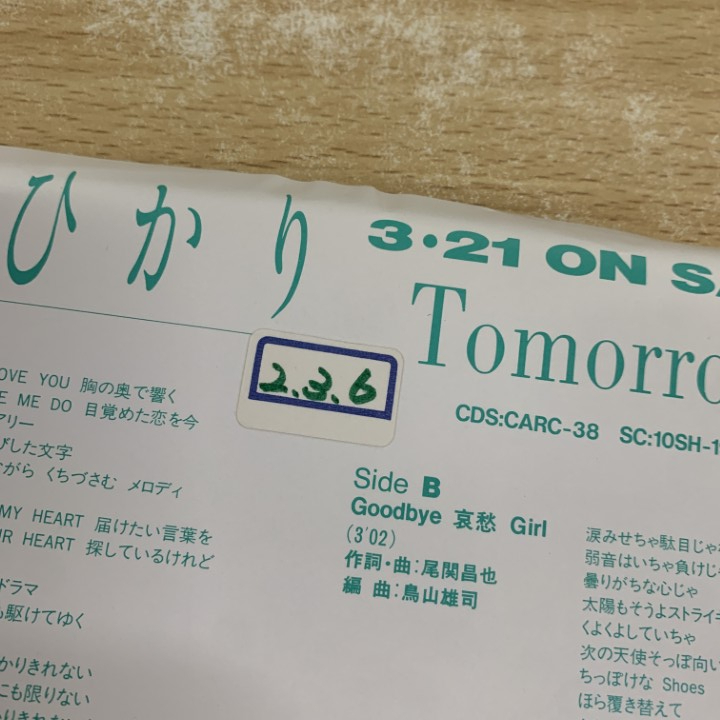 ひかり
3・21 ON
Tomorro
2.3.6
CDS:CARC-38 SC:10SH-1
OVE YOU 胸の奥で響く
E ME DO 目覚めた恋を今
アリー
びした文字
ながら くちづさむ メロディ
MY HEART 届けたい言葉を
UR HEART 探しているけれど
ドラマ
も駆けてゆく
かりきれない
にも限りない
Side B
Goodbye 哀愁 Girl
(3'02)
作詞・曲:尾関昌也
編 曲:鳥山雄司
涙みせちゃ駄目じゃ
弱音はいちゃ負けじ
曇りがちな心じゃ
太陽もそうよストライ
くよくよしていちゃ
次の天使そっぽ向い
ちっぽけな Shoes
ほら履き替えて